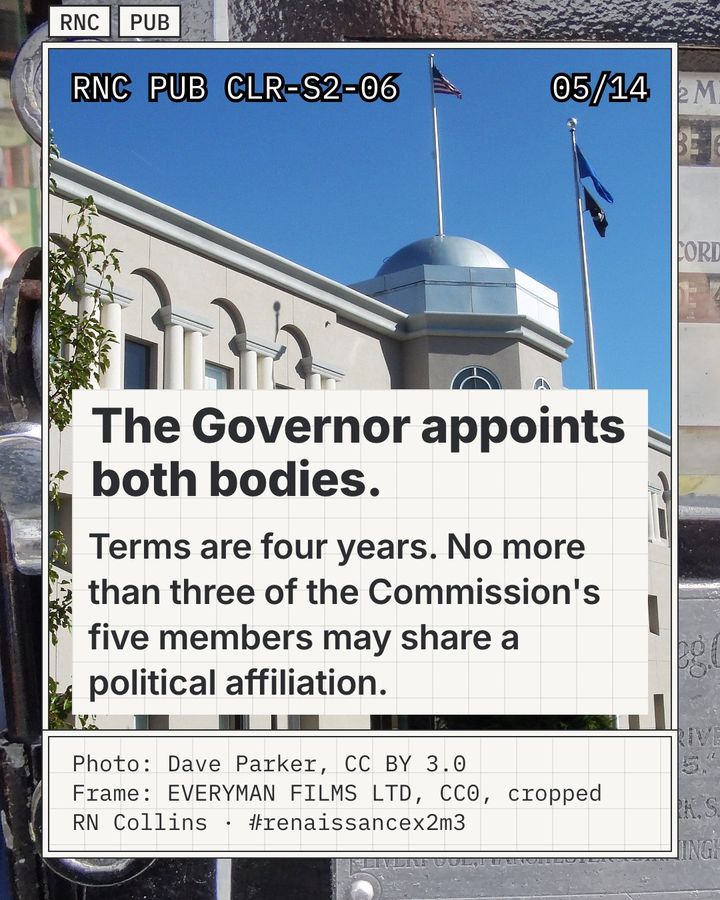 RNC PUB
RNC PUB CLR-S2-06 05/14
The Governor appoints
both bodies.
Terms are four years. No more
than three of the Commission's
five members may share a
political affiliation.
Photo: Dave Parker, CC BY 3.0
Frame: EVERYMAN FILMS LTD, CC0, cropped
RN Collins · #renaissancex2m3